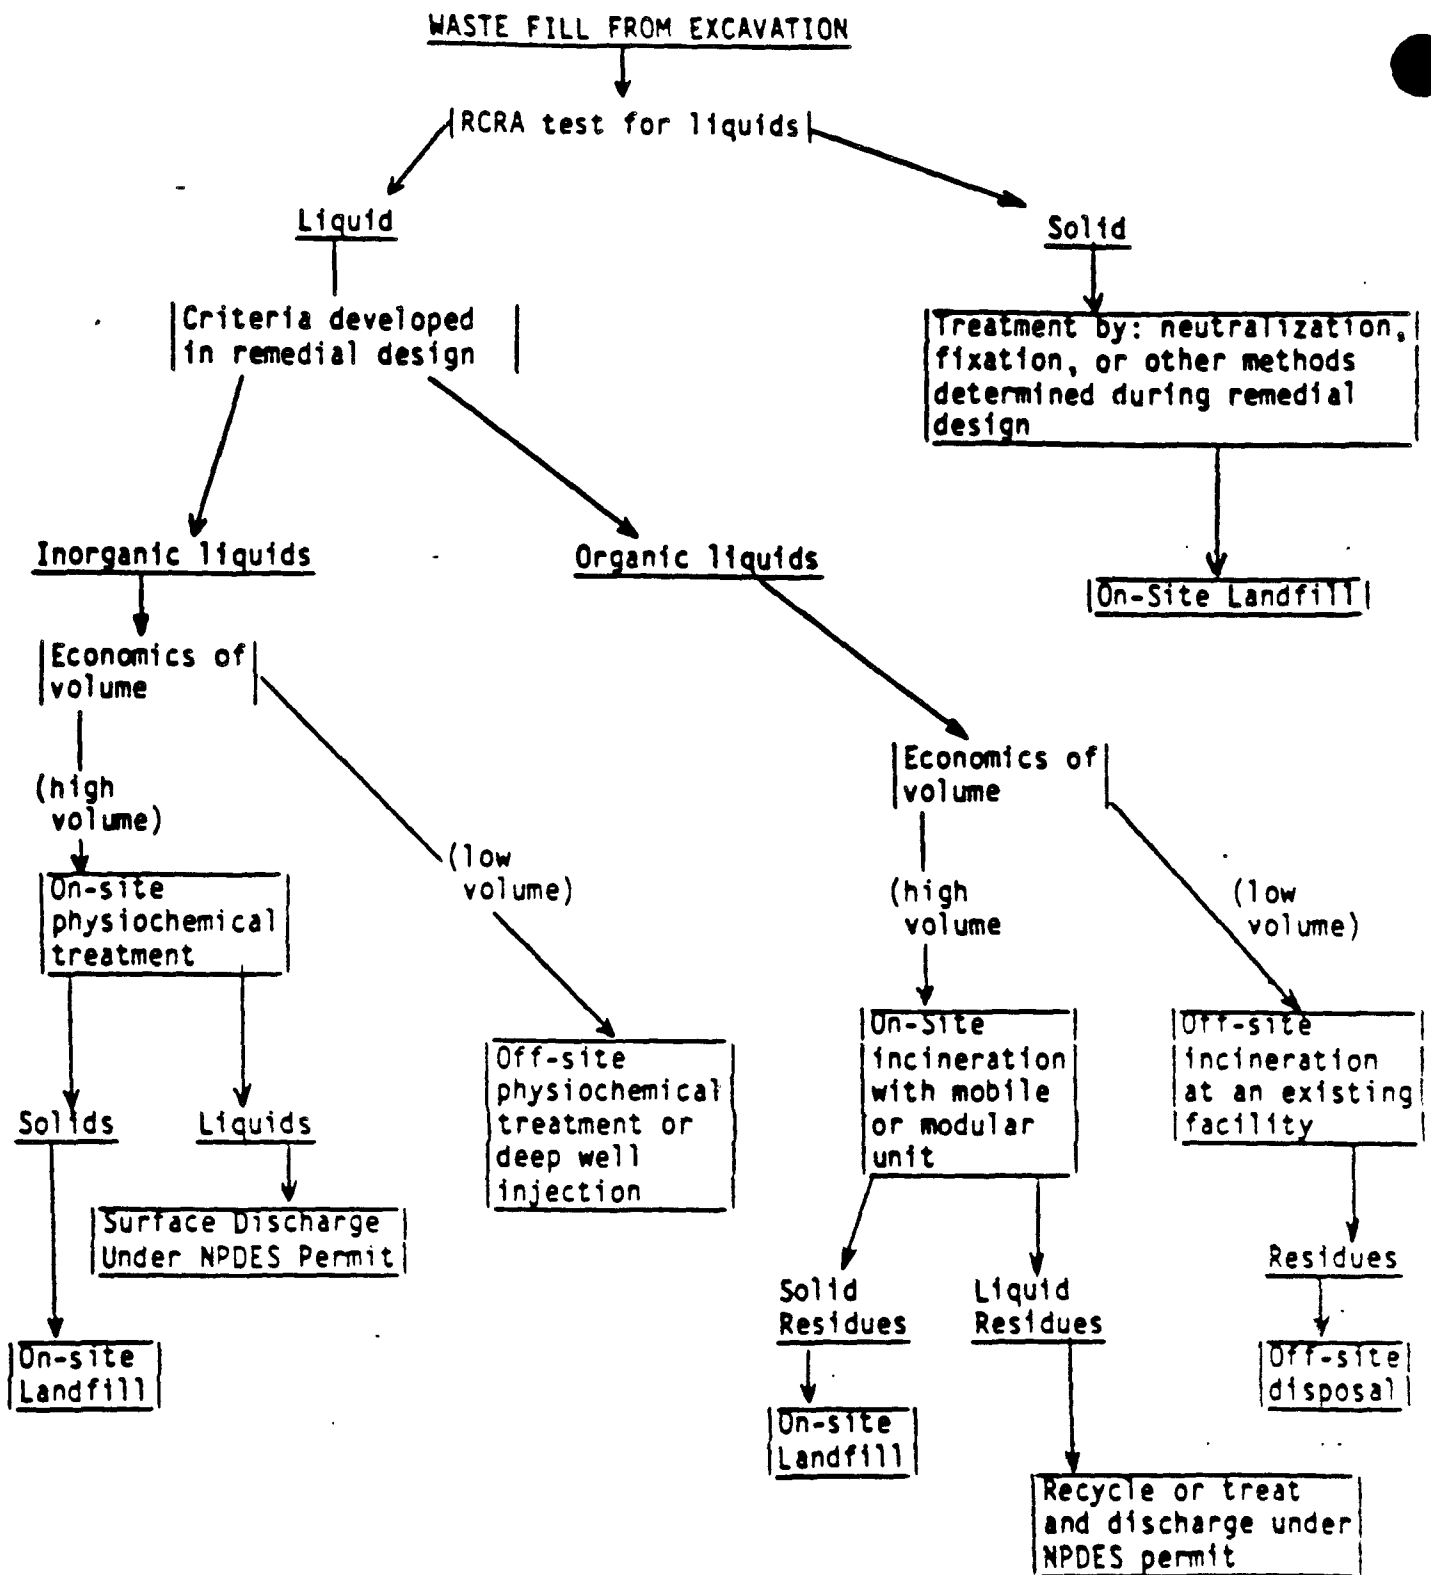 WASTE FILL FROM EXCAVATION
RCRA test for liquids
Liquid
Solid
Criteria developed
in remedial design
Treatment by: neutralization,
fixation, or other methods
determined during remedial
design
Inorganic liquids
Organic liquids
On-Site Landfill
Economics of
volume
Economics of
volume
(high
volume)
(low
volume)
(high
volume
(low
volume)
On-site
physiochemical
treatment
Off-site
physiochemical
treatment or
deep well
injection
On-Site
incineration
with mobile
or modular
unit
Off-site
incineration
at an existing
facility
Solids
Liquids
Surface Discharge
Under NPDES Permit
Residues
Solid
Residues
Liquid
Residues
On-site
Landfill
Off-site
disposal
On-site
Landfill
Recycle or treat
and discharge under
NPDES permit